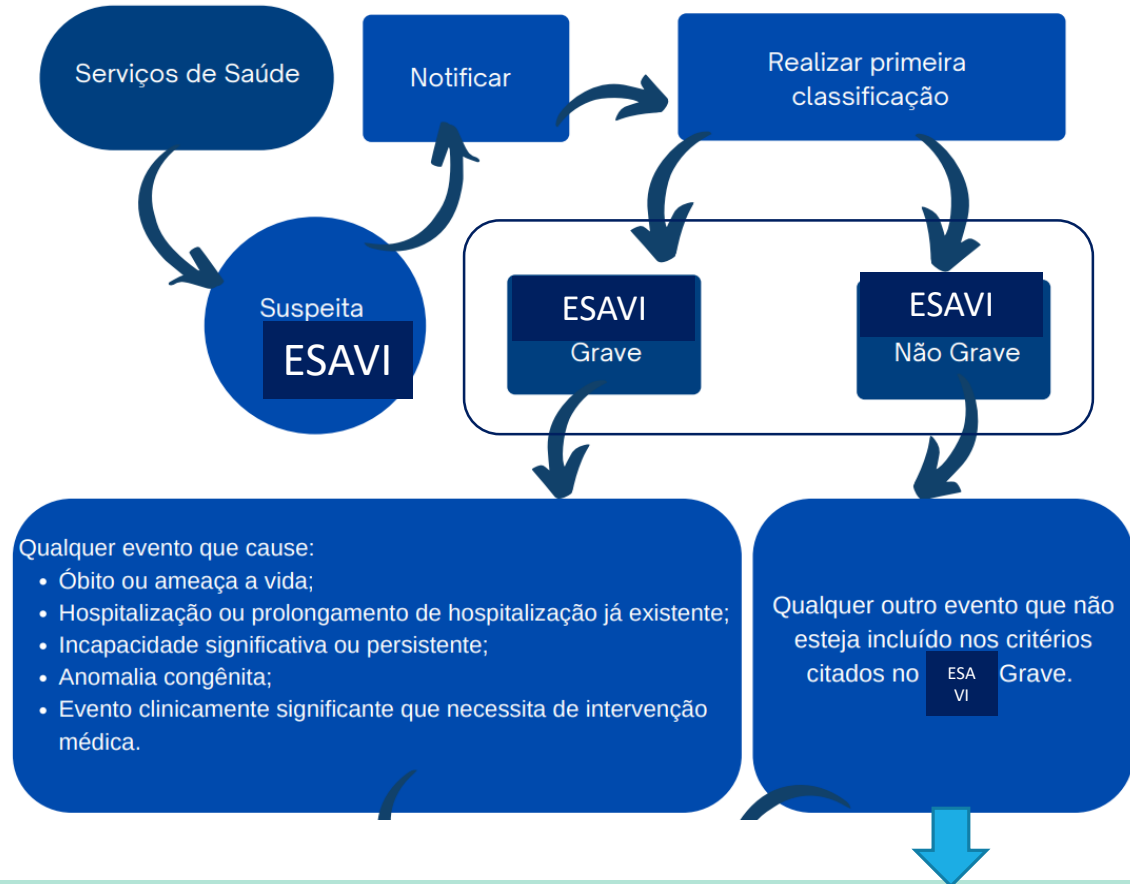 Serviços de Saúde
Notificar
Realizar primeira
classificação
Suspeita
ESAVI
ESAVI
Grave
ESAVI
Não Grave
Qualquer evento que cause:
• Óbito ou ameaça a vida;
• Hospitalização ou prolongamento de hospitalização já existente;
• Incapacidade significativa ou persistente;
• Anomalia congênita;
• Evento clinicamente significante que necessita de intervenção
médica.
Qualquer outro evento que não
esteja incluído nos critérios
citados no ESA
VI Grave.